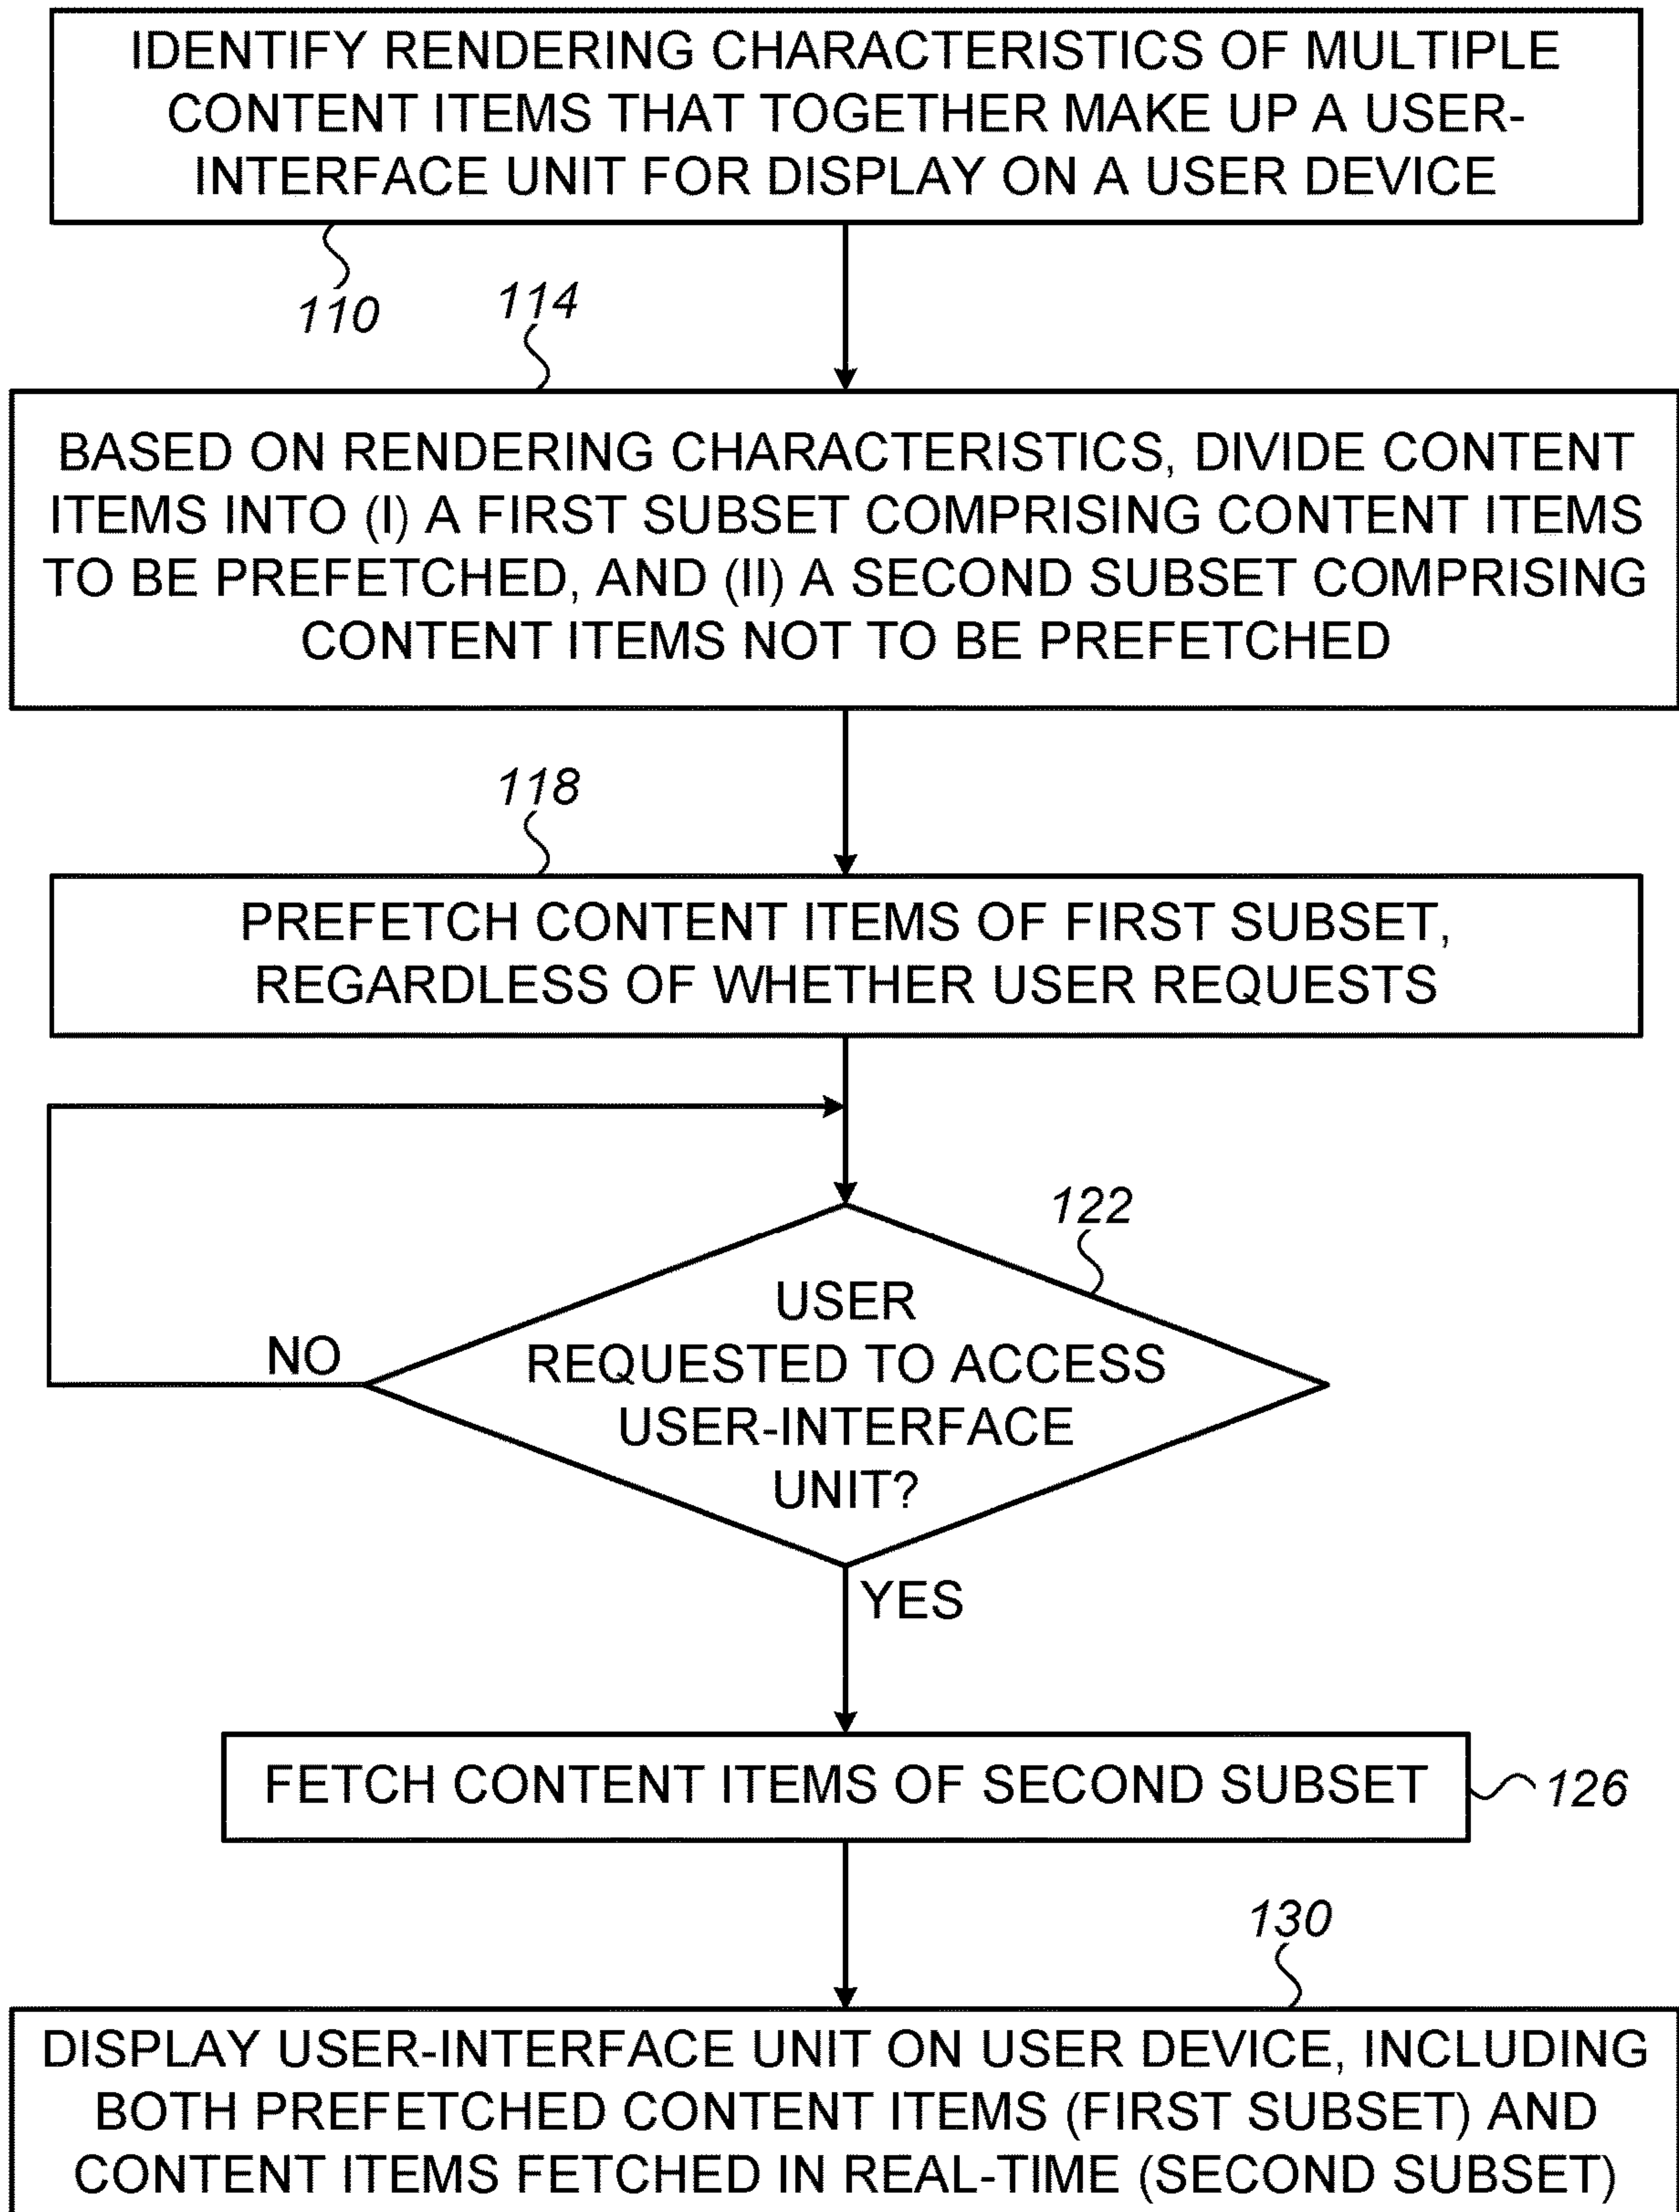 IDENTIFY RENDERING CHARACTERISTICS OF MULTIPLE
CONTENT ITEMS THAT TOGETHER MAKE UP A USER-
INTERFACE UNIT FOR DISPLAY ON A USER DEVICE
110
114
BASED ON RENDERING CHARACTERISTICS, DIVIDE CONTENT
ITEMS INTO (I) A FIRST SUBSET COMPRISING CONTENT ITEMS
TO BE PREFETCHED, AND (II) A SECOND SUBSET COMPRISING
CONTENT ITEMS NOT TO BE PREFETCHED
118
PREFETCH CONTENT ITEMS OF FIRST SUBSET,
REGARDLESS OF WHETHER USER REQUESTS
122
USER
REQUESTED TO ACCESS
USER-INTERFACE
UNIT?
NO
YES
FETCH CONTENT ITEMS OF SECOND SUBSET
126
130
DISPLAY USER-INTERFACE UNIT ON USER DEVICE, INCLUDING
BOTH PREFETCHED CONTENT ITEMS (FIRST SUBSET) AND
CONTENT ITEMS FETCHED IN REAL-TIME (SECOND SUBSET)